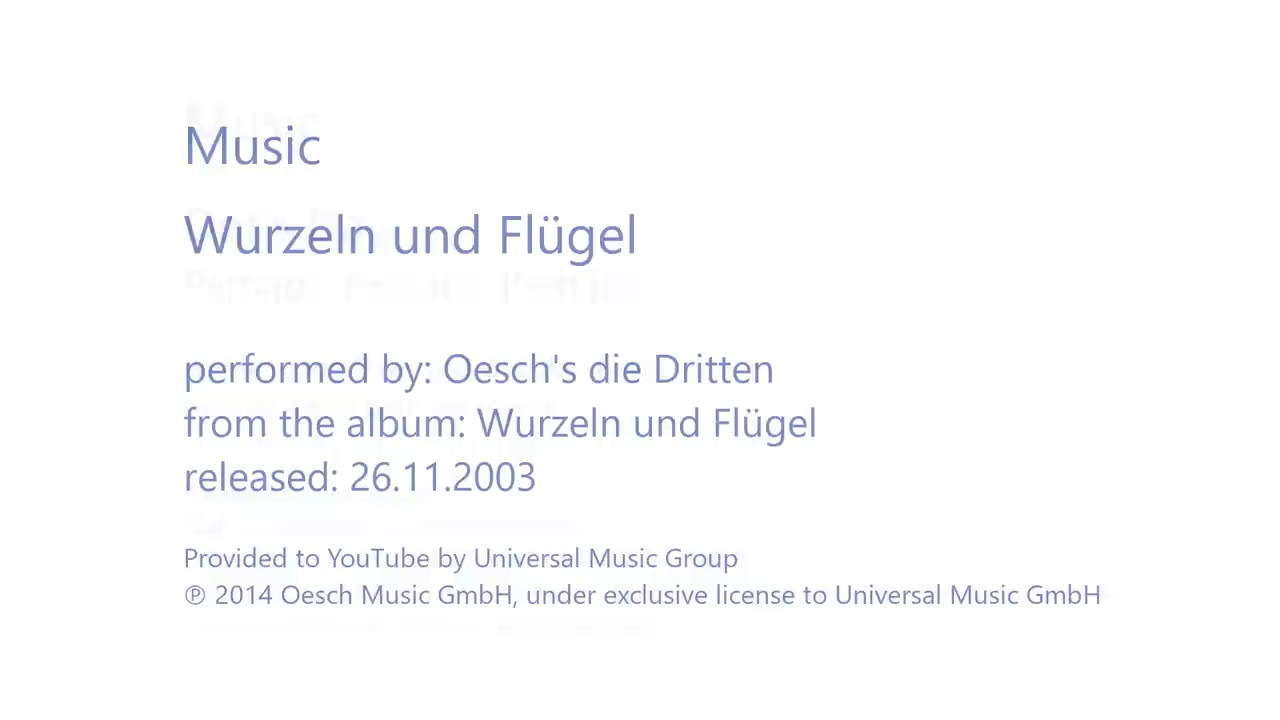 Music
Wurzeln und Flügel
performed by: Oesch's die Dritten
from the album: Wurzeln und Flügel
released: 26.11.2003
Provided to YouTube by Universal Music Group
℗ 2014 Oesch Music GmbH, under exclusive license to Universal Music GmbH